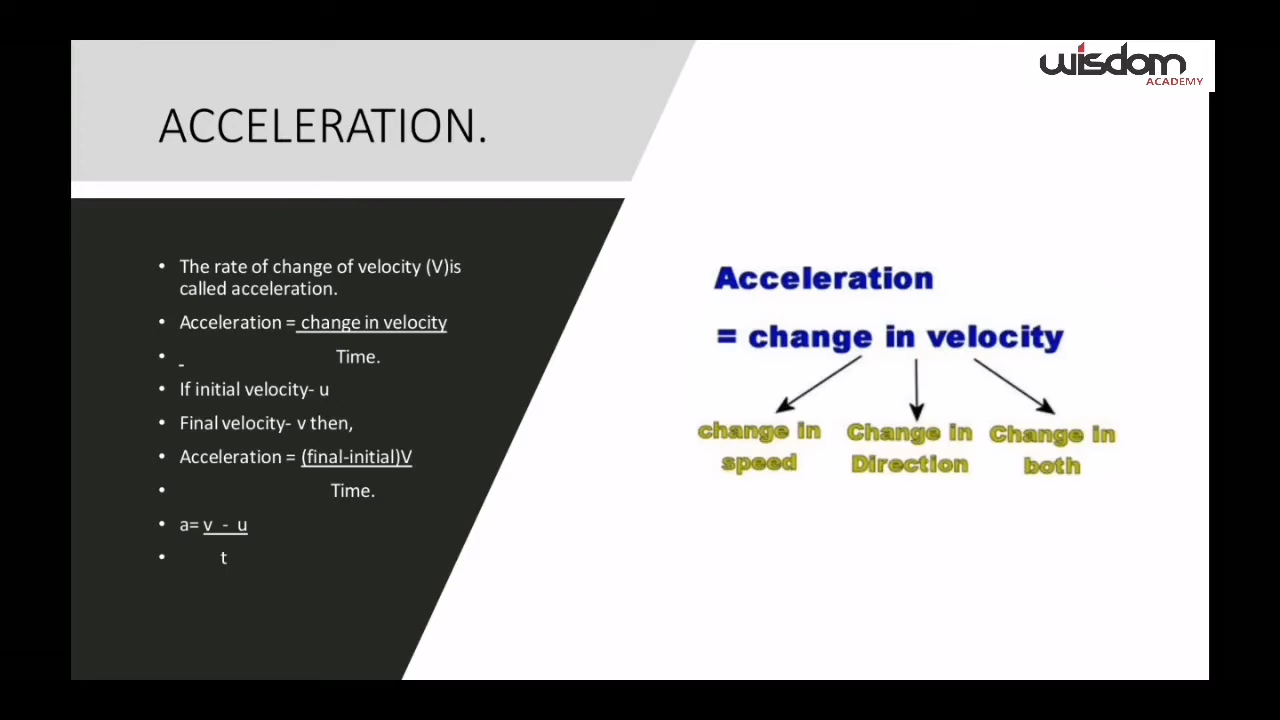 wisdom
ACADEMY
ACCELERATION.
• The rate of change of velocity (V)is
called acceleration.
• Acceleration = change in velocity
• Time.
• If initial velocity- u
• Final velocity- v then,
• Acceleration = (final-initial)V
• Time.
• a= v - u
• t
Acceleration
= change in velocity
change in speed
Change in Direction
Change in both